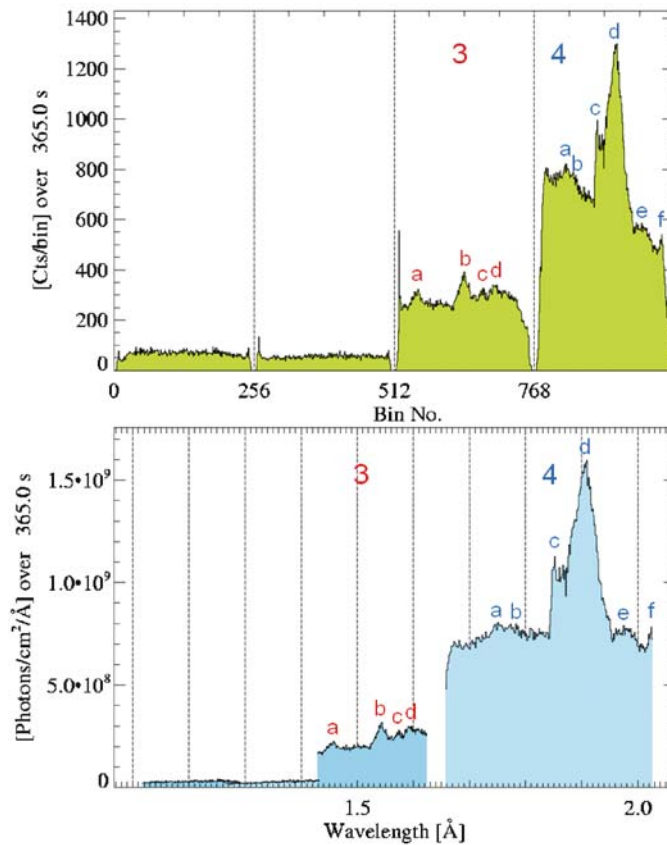 1400
1200
1000
800
600
400
200
0
[Cts/bin] over 365.0 s
3
4
a
b
c
d
a
b
c
d
e
f
0 256 512 768
Bin No.
1.5•10⁹
1.0•10⁹
5.0•10⁸
0
[Photons/cm²/Å] over 365.0 s
3
4
a
b
c
d
a
b
c
d
e
f
1.5 2.0
Wavelength [Å]